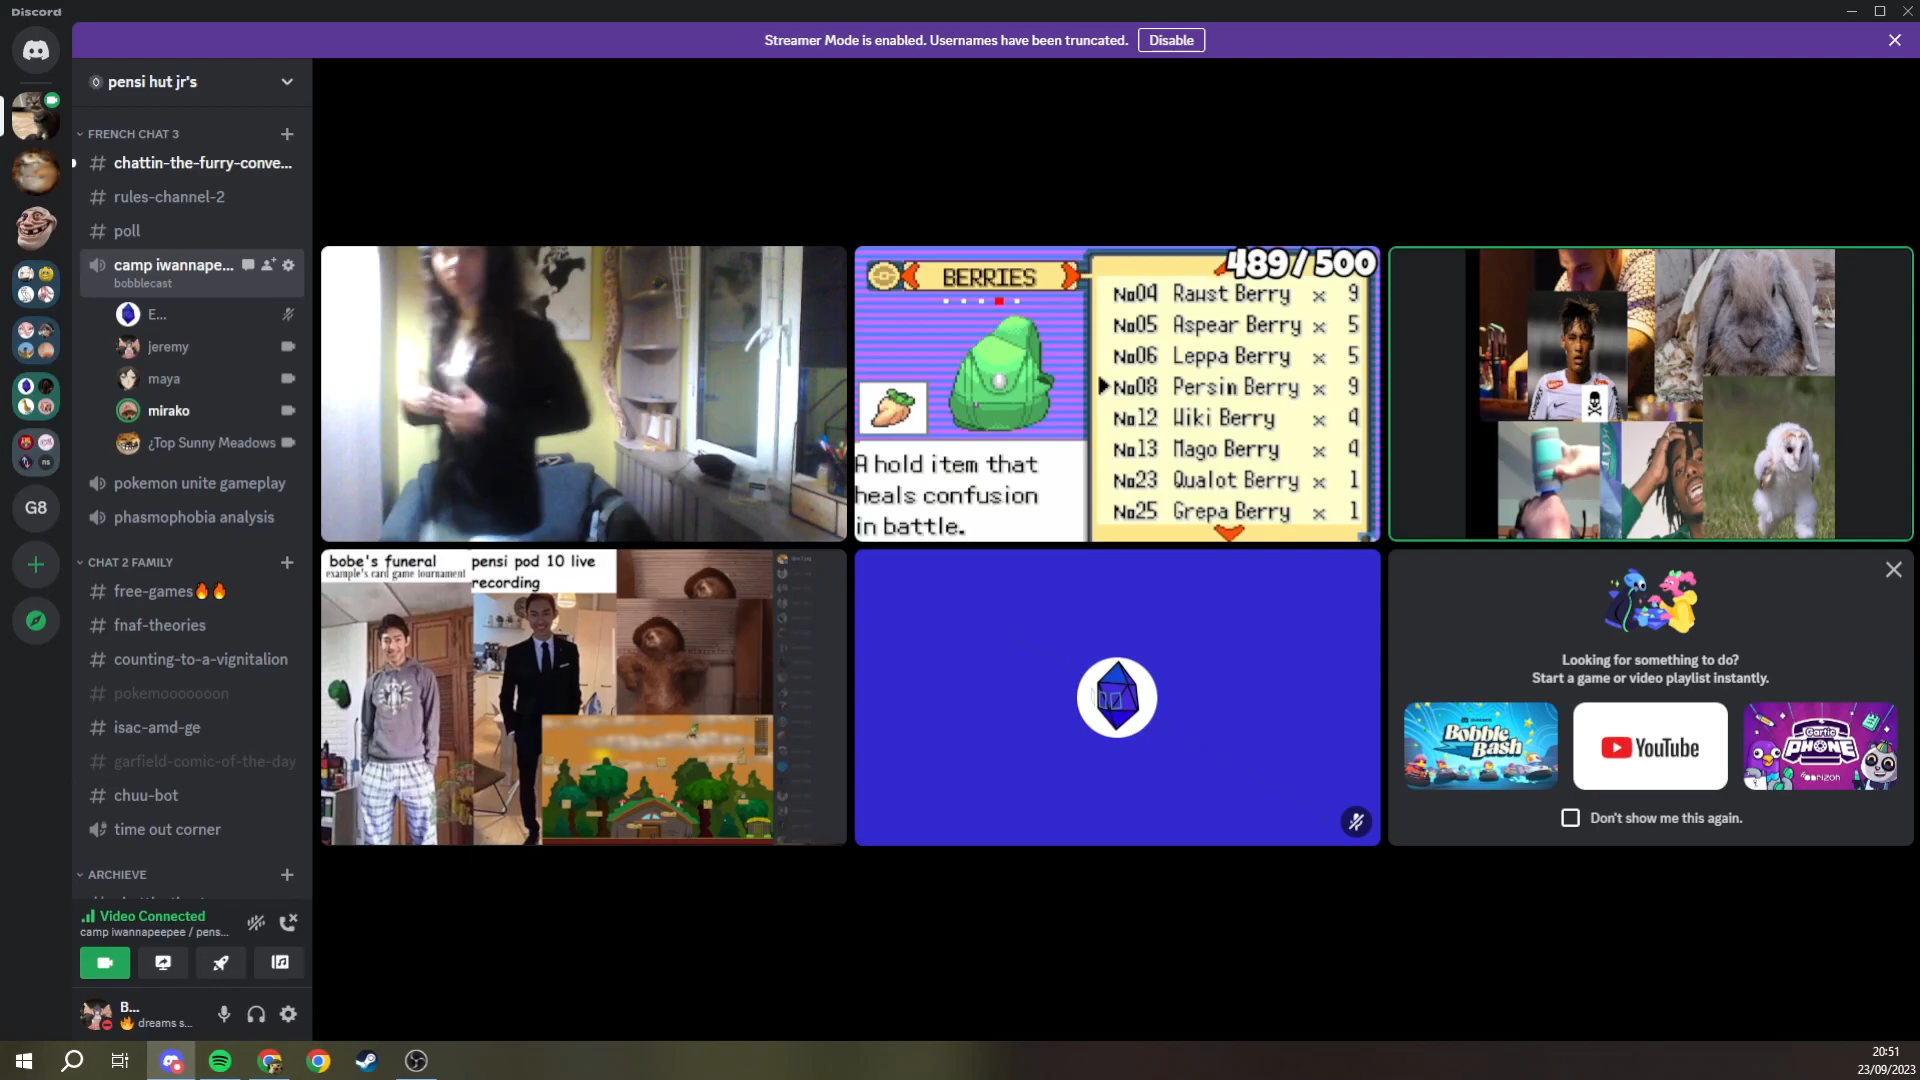 Discord
Streamer Mode is enabled. Usernames have been truncated.
Disable
pensi hut jr's
FRENCH CHAT 3
chattin-the-furry-conve...
rules-channel-2
poll
camp iwannape...
bobblecast
E...
jeremy
maya
mirako
¿Top Sunny Meadows
pokemon unite gameplay
phasmophobia analysis
G8
CHAT 2 FAMILY
free-games🔥🔥
fnaf-theories
counting-to-a-vignitalion
pokemooooooon
isac-amd-ge
garfield-comic-of-the-day
chuu-bot
time out corner
ARCHIEVE
Video Connected
camp iwannapeepee / pens...
B...
🔥 dreams s...
BERRIES
489/500
No04 Rawst Berry × 9
No05 Aspear Berry × 5
No06 Leppa Berry × 5
No08 Persim Berry × 9
No12 Wiki Berry × 4
No13 Mago Berry × 4
No23 Qualot Berry × 1
No25 Grepa Berry × 1
A hold item that
heals confusion
in battle.
bobe's funeral
example's card game tournament
pensi pod 10 live
recording
Looking for something to do?
Start a game or video playlist instantly.
Bobble
Bash
YouTube
Gartic
PHONE
Don't show me this again.
20:51
23/09/2023